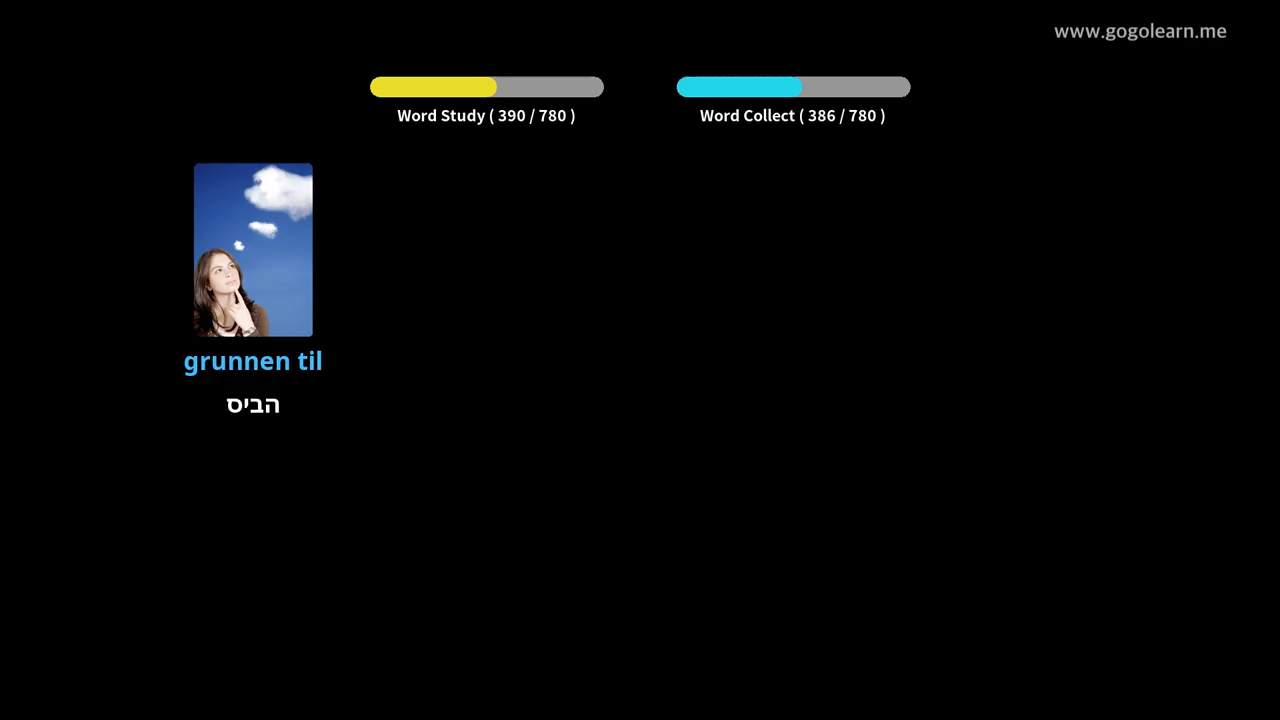 www.gogolearn.me
Word Study ( 390 / 780 )
Word Collect ( 386 / 780 )
grunnen til
הביס